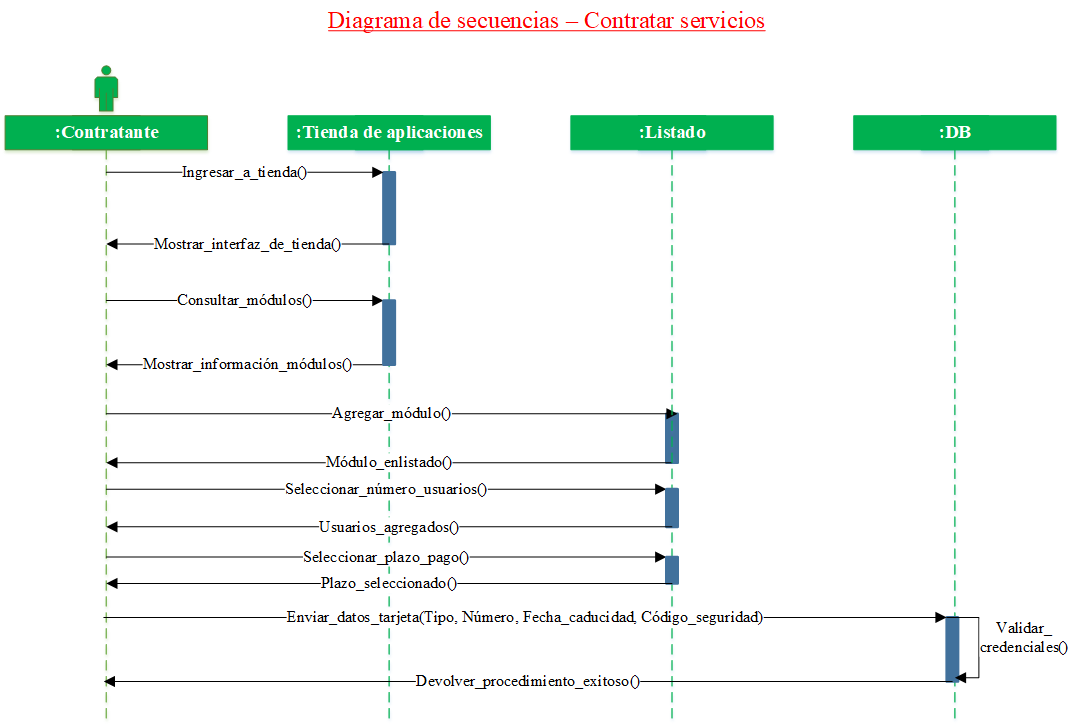 Diagrama de secuencias – Contratar servicios
:Contratante
:Tienda de aplicaciones
:Listado
:DB
Ingresar_a_tienda()
Mostrar_interfaz_de_tienda()
Consultar_módulos()
Mostrar_información_módulos()
Agregar_módulo()
Módulo_enlistado()
Seleccionar_número_usuarios()
Usuarios_agregados()
Seleccionar_plazo_pago()
Plazo_seleccionado()
Enviar_datos_tarjeta(Tipo, Número, Fecha_caducidad, Código_seguridad)
Validar_
credenciales()
Devolver_procedimiento_exitoso()